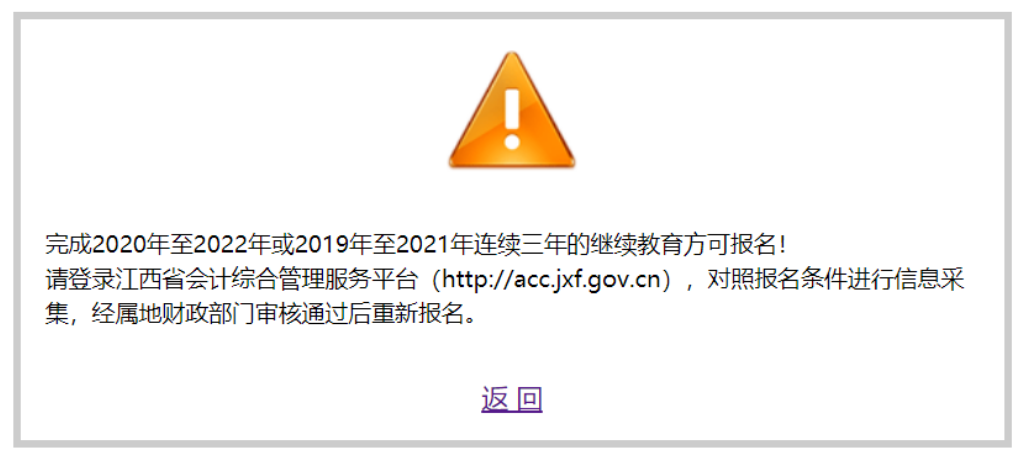 完成2020年至2022年或2019年至2021年连续三年的继续教育方可报名！
请登录江西省会计综合管理服务平台（http://acc.jxf.gov.cn），对照报名条件进行信息采
集，经属地财政部门审核通过后重新报名。
返 回